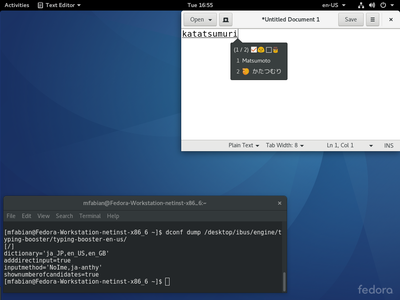 Activities Text Editor Tue 16:55 en-US
Open *Untitled Document 1 Save
katatsumuri
(1 / 2)
1 Matsumoto
2 かたつむり
Plain Text Tab Width: 8 Ln 1, Col 1 INS
mfabian@Fedora-Workstation-netinst-x86_6:~
File Edit View Search Terminal Help
[mfabian@Fedora-Workstation-netinst-x86_6 ~]$ dconf dump /desktop/ibus/engine/t
yping-booster/typing-booster-en-us/
[/]
dictionary='ja_JP,en_US,en_GB'
adddirectinput=true
inputmethod='NoIme,ja-anthy'
shownumberofcandidates=true
[mfabian@Fedora-Workstation-netinst-x86_6 ~]$
fedora